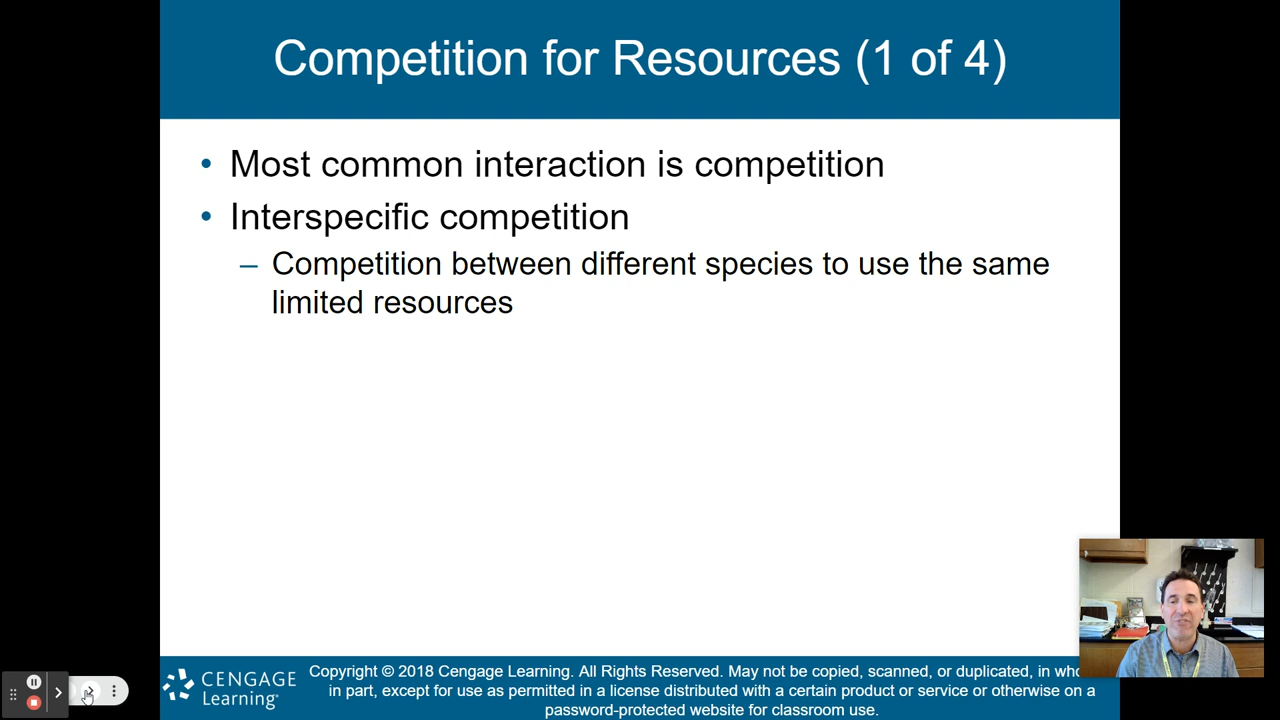 Competition for Resources (1 of 4)
• Most common interaction is competition
• Interspecific competition
– Competition between different species to use the same
limited resources
CENGAGE
Learning®
Copyright © 2018 Cengage Learning. All Rights Reserved. May not be copied, scanned, or duplicated, in
in part, except for use as permitted in a license distributed with a certain product or service or otherwise on a
password-protected website for classroom use.